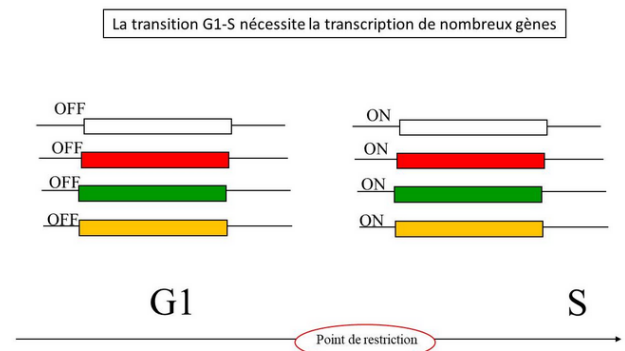 La transition G1-S nécessite la transcription de nombreux gènes
OFF
ON
OFF
ON
OFF
ON
OFF
ON
G1
S
Point de restriction